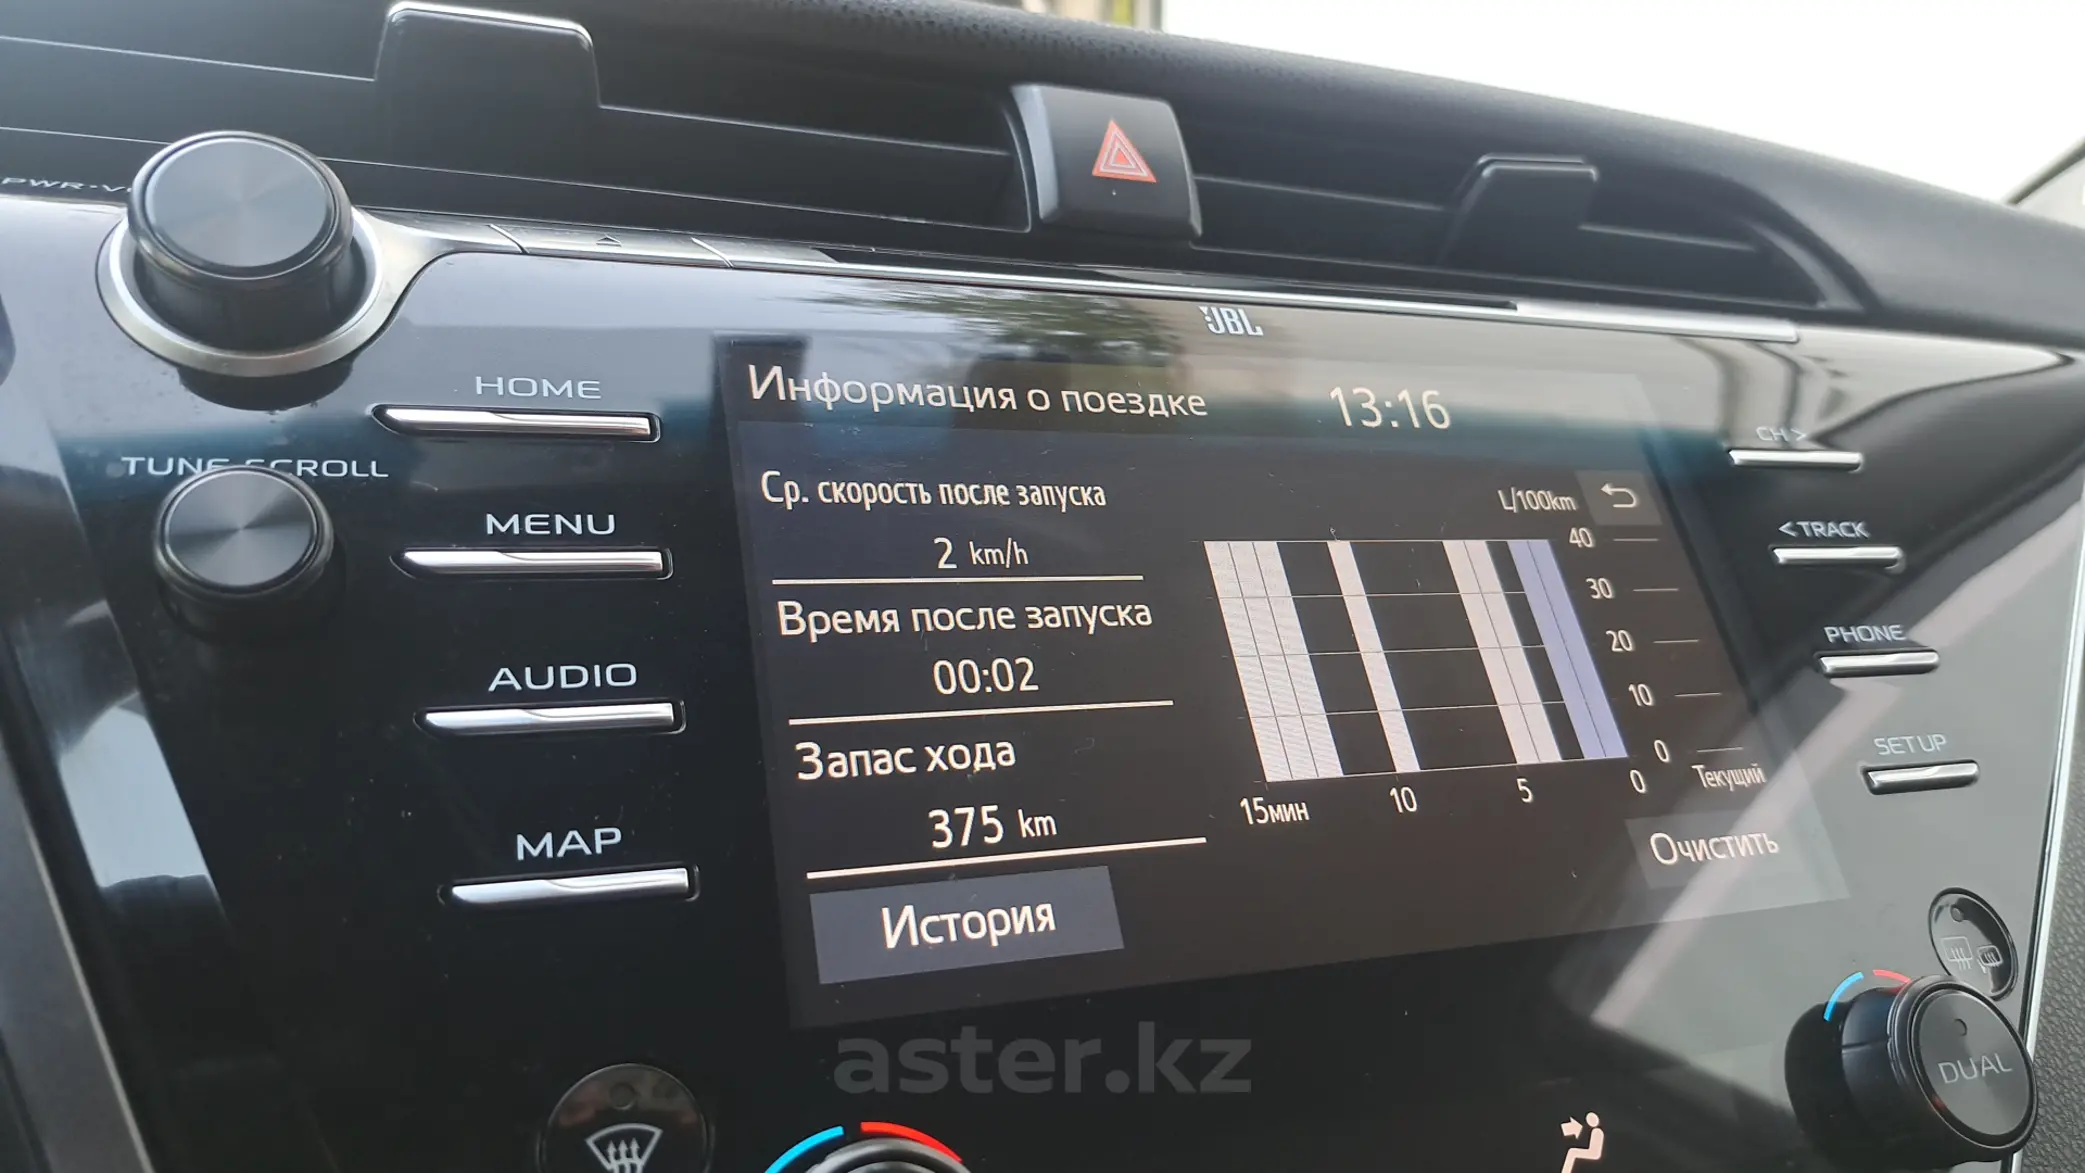 JBL
HOME
TUNE SCROLL
MENU
AUDIO
MAP
Информация о поездке 13:16
Ср. скорость после запуска
2 km/h
Время после запуска
00:02
Запас хода
375 km
История
L/100km
40
30
20
10
0
15мин 10 5 0 Текущий
Очистить
CH >
< TRACK
PHONE
SETUP
DUAL
aster.kz